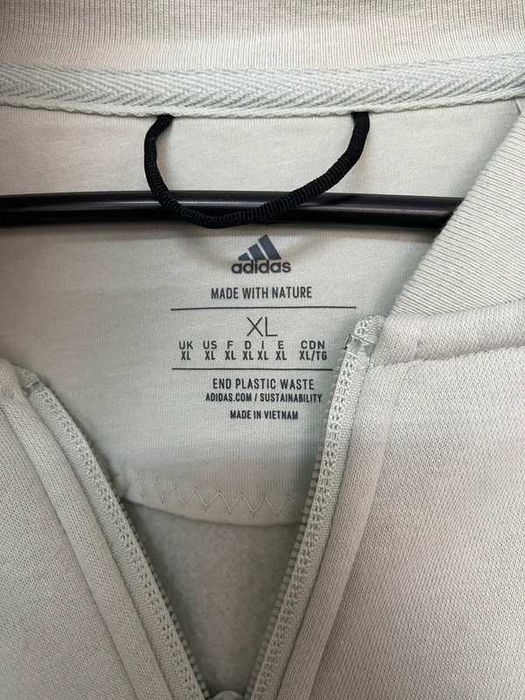 adidas
MADE WITH NATURE
XL
UK US F D I E CDN
XL XL XL XL XL XL XL/TG
END PLASTIC WASTE
ADIDAS.COM / SUSTAINABILITY
MADE IN VIETNAM